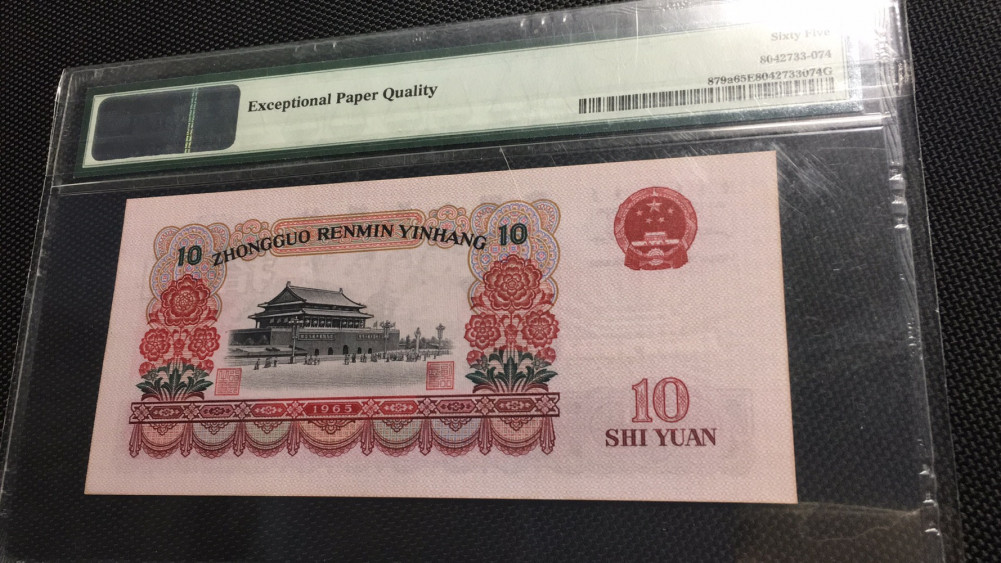 Sixty Five
8042733-074
Exceptional Paper Quality
879a65E8042733074G
10 ZHONGGUO RENMIN YINHANG 10
1965
10
SHI YUAN